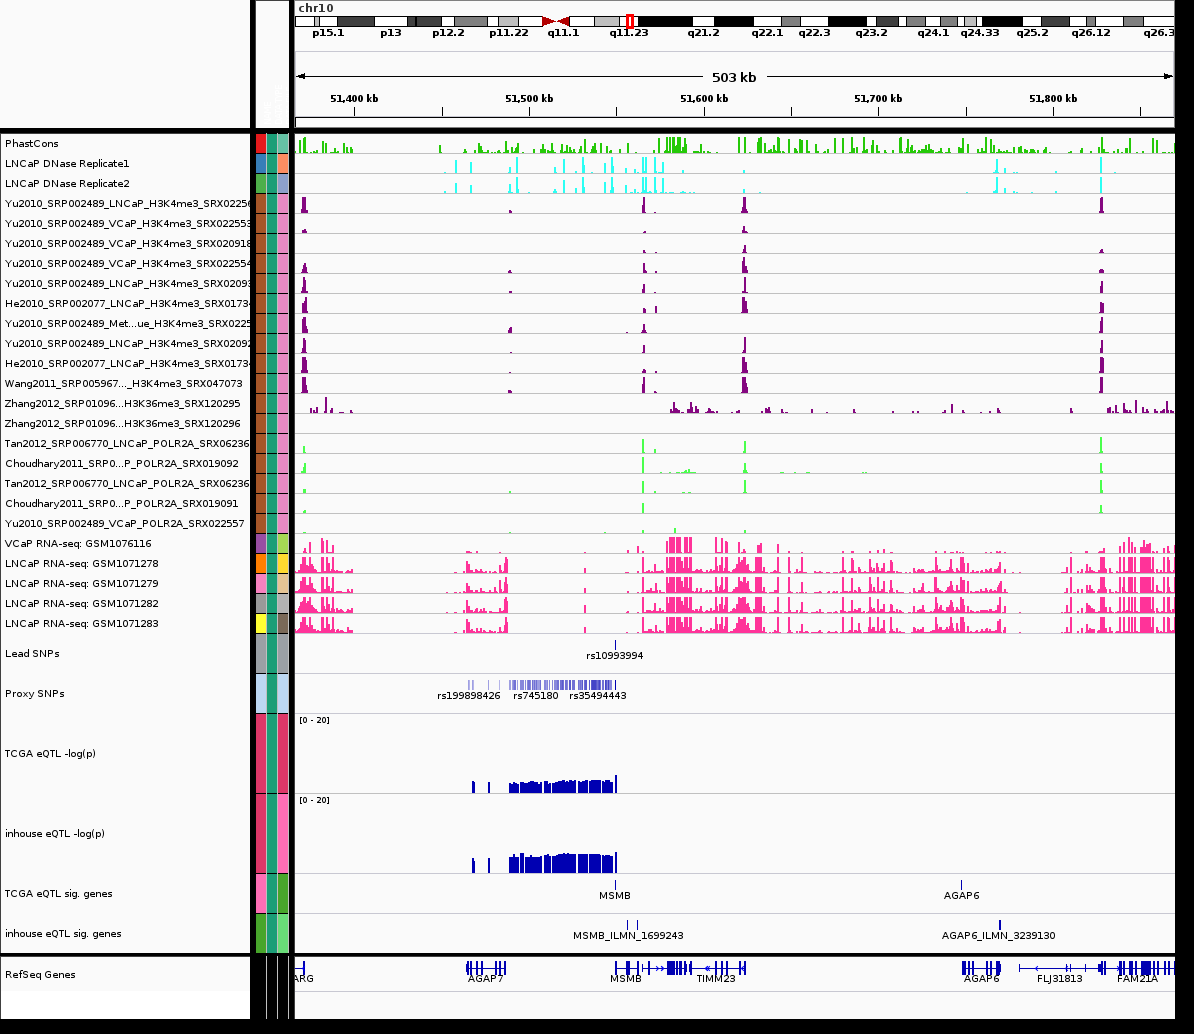 chr10
p15.1 p13 p12.2 p11.22 q11.1 q11.23 q21.2 q22.1 q22.3 q23.2 q24.1 q24.33 q25.2 q26.12 q26.3
503 kb
51,400 kb 51,500 kb 51,600 kb 51,700 kb 51,800 kb
PhastCons
LNCaP DNase Replicate1
LNCaP DNase Replicate2
Yu2010_SRP002489_LNCaP_H3K4me3_SRX0225
Yu2010_SRP002489_VCaP_H3K4me3_SRX022553
Yu2010_SRP002489_VCaP_H3K4me3_SRX020918
Yu2010_SRP002489_VCaP_H3K4me3_SRX022554
Yu2010_SRP002489_LNCaP_H3K4me3_SRX0209
He2010_SRP002077_LNCaP_H3K4me3_SRX0173
Yu2010_SRP002489_Met...ue_H3K4me3_SRX0225
Yu2010_SRP002489_LNCaP_H3K4me3_SRX0209
He2010_SRP002077_LNCaP_H3K4me3_SRX0173
Wang2011_SRP005967..._H3K4me3_SRX047073
Zhang2012_SRP01096...H3K36me3_SRX120295
Zhang2012_SRP01096...H3K36me3_SRX120296
Tan2012_SRP006770_LNCaP_POLR2A_SRX06236
Choudhary2011_SRP0...P_POLR2A_SRX019092
Tan2012_SRP006770_LNCaP_POLR2A_SRX06236
Choudhary2011_SRP0...P_POLR2A_SRX019091
Yu2010_SRP002489_VCaP_POLR2A_SRX022557
VCaP RNA-seq: GSM1076116
LNCaP RNA-seq: GSM1071278
LNCaP RNA-seq: GSM1071279
LNCaP RNA-seq: GSM1071282
LNCaP RNA-seq: GSM1071283
Lead SNPs
rs10993994
Proxy SNPs
rs199898426 rs745180 rs35494443
[0 - 20]
TCGA eQTL -log(p)
[0 - 20]
inhouse eQTL -log(p)
TCGA eQTL sig. genes
MSMB AGAP6
inhouse eQTL sig. genes
MSMB_ILMN_1699243 AGAP6_ILMN_3239130
RefSeq Genes
ARG AGAP7 MSMB TIMM23 AGAP6 FLJ31813 FAM21A